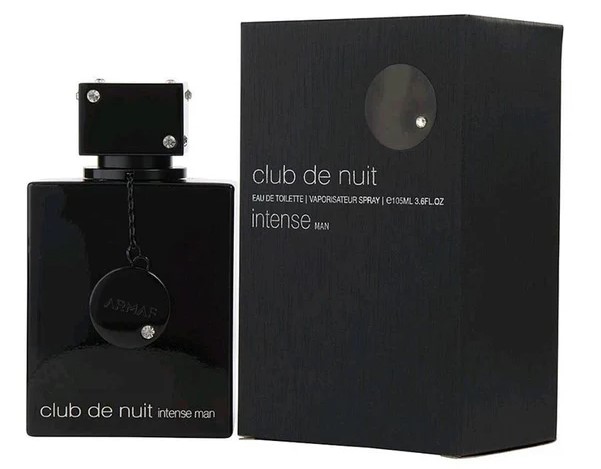 club de nuit
EAU DE TOILETTE | VAPORISATEUR SPRAY | ℮105ML 3.6FL.OZ
intense MAN
ARMAF
club de nuit intense man